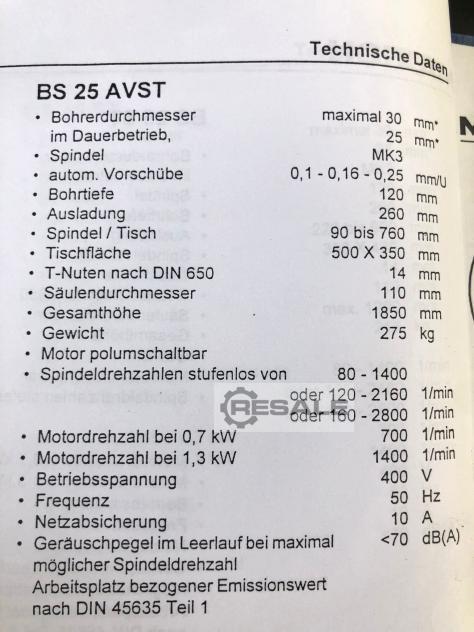 Technische Daten
BS 25 AVST
• Bohrerdurchmesser maximal 30 mm*
im Dauerbetrieb, 25 mm*
• Spindel MK3
• autom. Vorschübe 0,1 - 0,16 - 0,25 mm/U
• Bohrtiefe 120 mm
• Ausladung 260 mm
• Spindel / Tisch 90 bis 760 mm
• Tischfläche 500 X 350 mm
• T-Nuten nach DIN 650 14 mm
• Säulendurchmesser 110 mm
• Gesamthöhe 1850 mm
• Gewicht 275 kg
• Motor polumschaltbar
• Spindeldrehzahlen stufenlos von 80 - 1400
oder 120 - 2160 1/min
RESALE
oder 160 - 2800 1/min
• Motordrehzahl bei 0,7 kW 700 1/min
• Motordrehzahl bei 1,3 kW 1400 1/min
• Betriebsspannung 400 V
• Frequenz 50 Hz
• Netzabsicherung 10 A
• Geräuschpegel im Leerlauf bei maximal <70 dB(A)
möglicher Spindeldrehzahl
Arbeitsplatz bezogener Emissionswert
nach DIN 45635 Teil 1